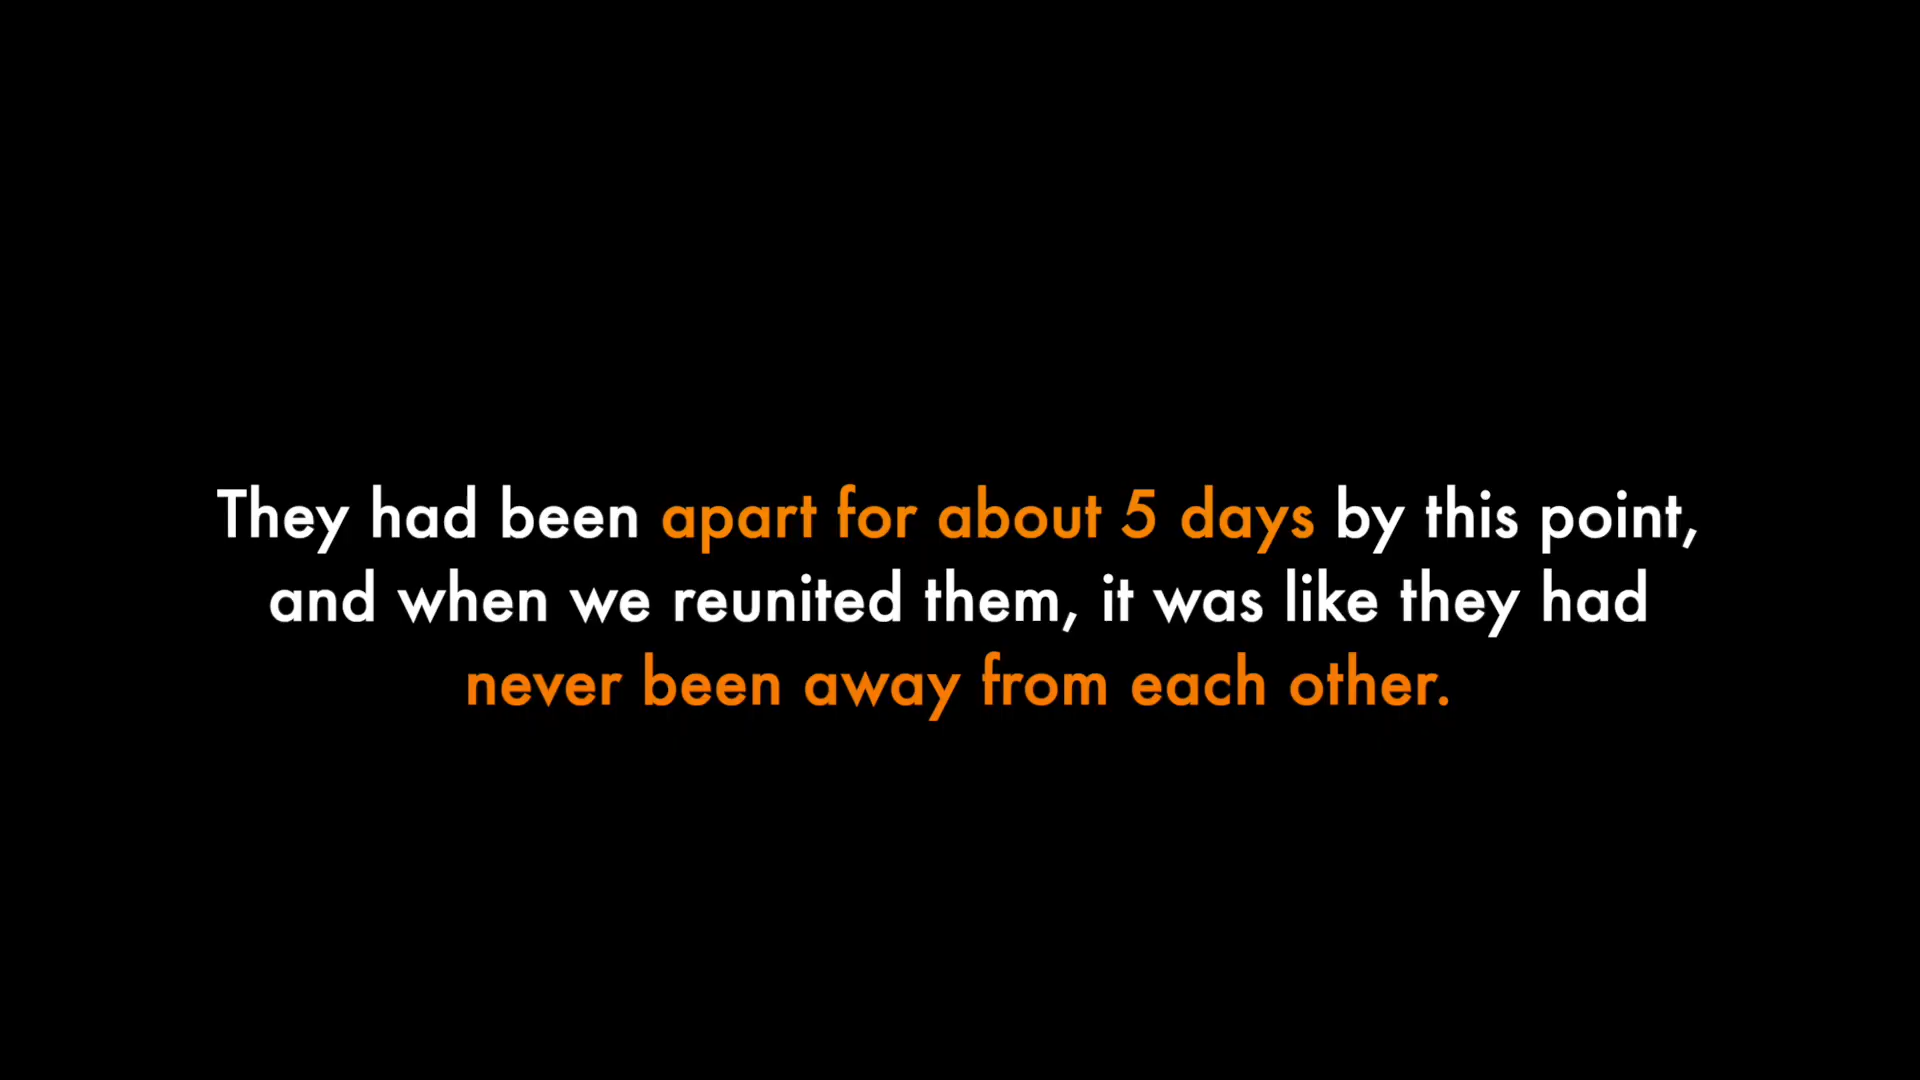 They had been apart for about 5 days by this point,
and when we reunited them, it was like they had
never been away from each other.